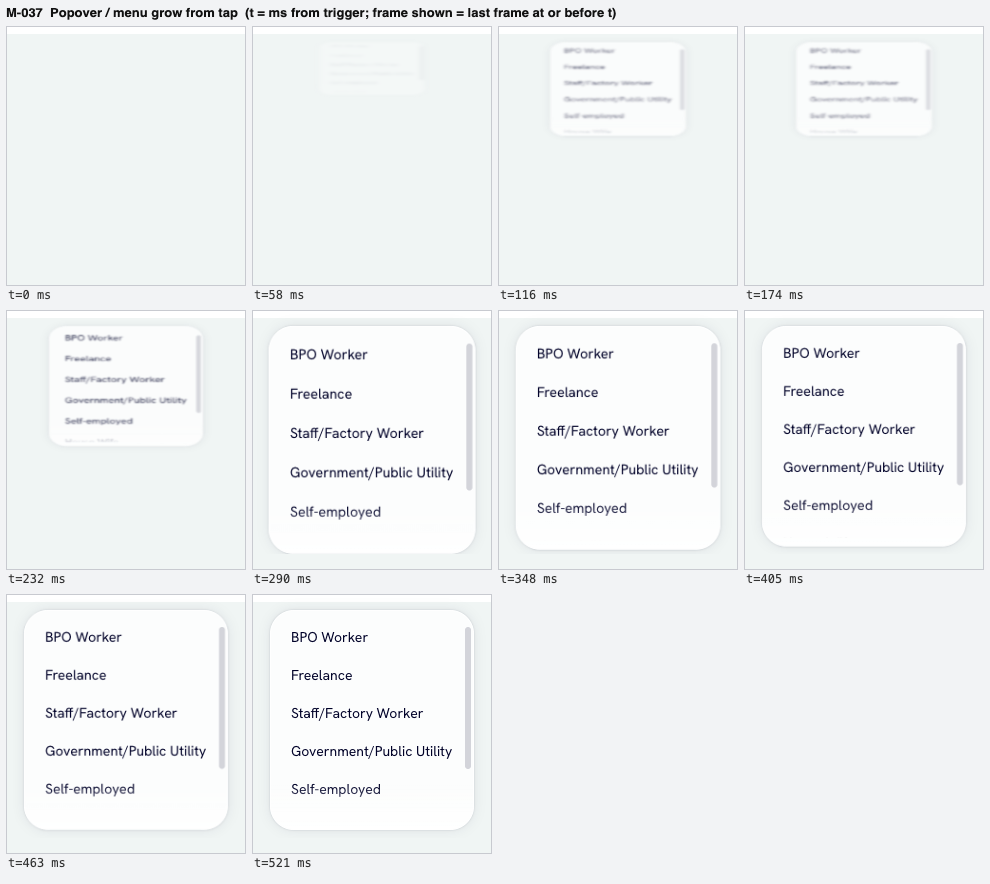 M-037 Popover / menu grow from tap (t = ms from trigger; frame shown = last frame at or before t)
t=0 ms
t=58 ms
BPO Worker
Freelance
Staff/Factory Worker
Government/Public Utility
Self-employed
t=116 ms
BPO Worker
Freelance
Staff/Factory Worker
Government/Public Utility
Self-employed
t=174 ms
BPO Worker
Freelance
Staff/Factory Worker
Government/Public Utility
Self-employed
t=232 ms
BPO Worker
Freelance
Staff/Factory Worker
Government/Public Utility
Self-employed
t=290 ms
BPO Worker
Freelance
Staff/Factory Worker
Government/Public Utility
Self-employed
t=348 ms
BPO Worker
Freelance
Staff/Factory Worker
Government/Public Utility
Self-employed
t=405 ms
BPO Worker
Freelance
Staff/Factory Worker
Government/Public Utility
Self-employed
t=463 ms
BPO Worker
Freelance
Staff/Factory Worker
Government/Public Utility
Self-employed
t=521 ms